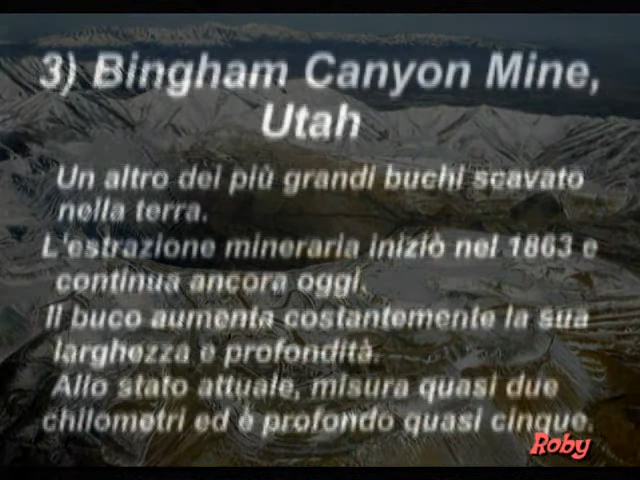 3) Bingham Canyon Mine,
Utah
Un altro dei più grandi buchi scavato
nella terra.
L'estrazione mineraria iniziò nel 1863 e
continua ancora oggi.
Il buco aumenta costantemente la sua
larghezza e profondità.
Allo stato attuale, misura quasi due
chilometri ed è profondo quasi cinque.
Roby